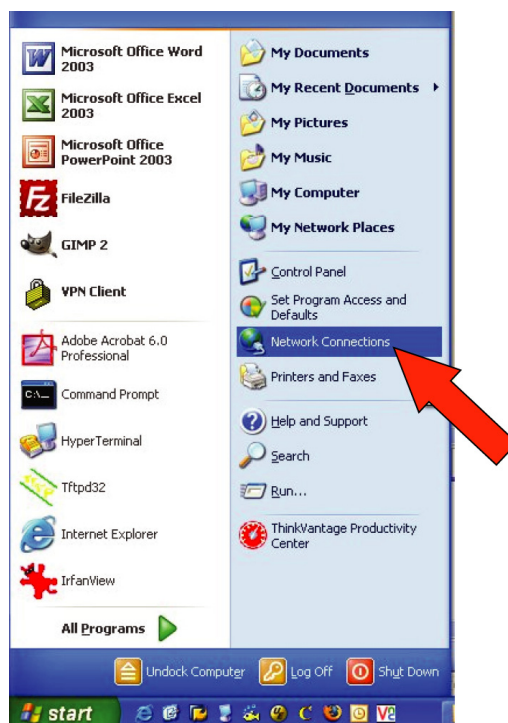 Microsoft Office Word
2003
Microsoft Office Excel
2003
Microsoft Office
PowerPoint 2003
FileZilla
GIMP 2
VPN Client
Adobe Acrobat 6.0
Professional
Command Prompt
HyperTerminal
Tftpd32
Internet Explorer
IrfanView
All Programs
My Documents
My Recent Documents
My Pictures
My Music
My Computer
My Network Places
Control Panel
Set Program Access and
Defaults
Network Connections
Printers and Faxes
Help and Support
Search
Run...
ThinkVantage Productivity
Center
Undock Computer
Log Off
Shut Down
start